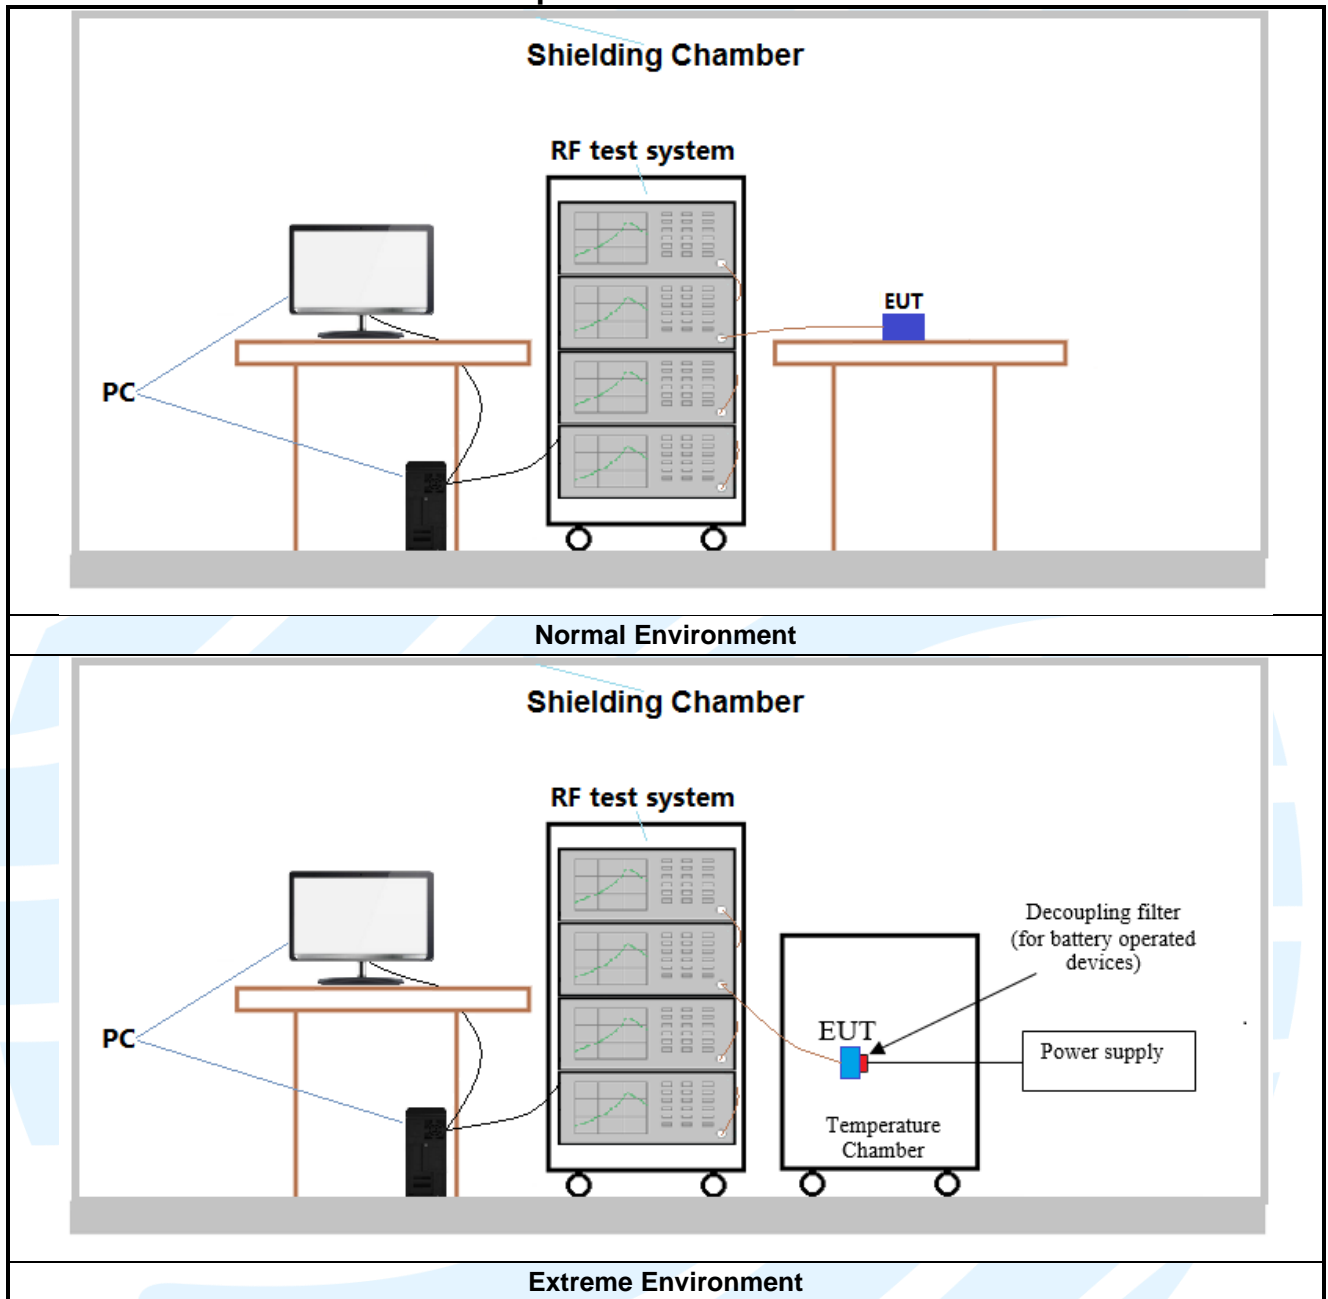 Shielding Chamber
RF test system
EUT
PC
Normal Environment
Shielding Chamber
RF test system
Decoupling filter
(for battery operated
devices)
EUT
Power supply
PC
Temperature
Chamber
Extreme Environment